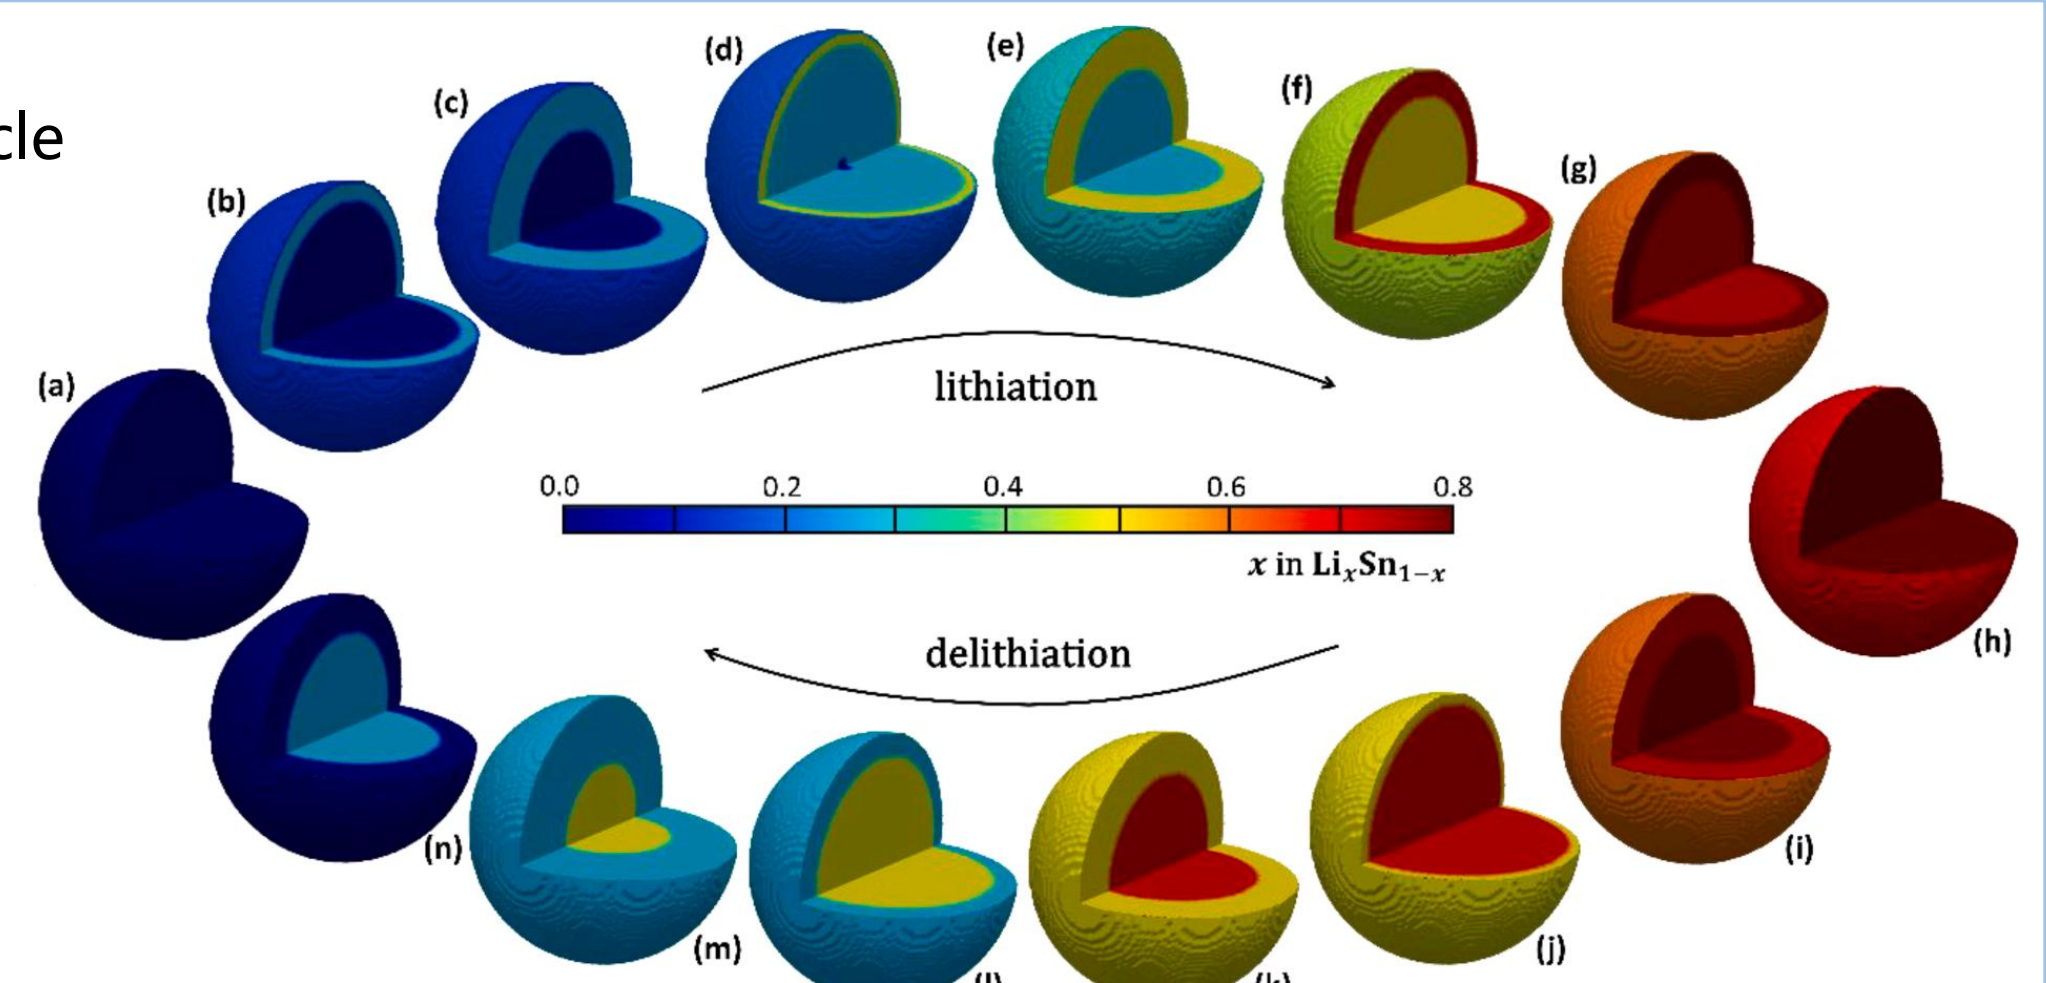 cle
(a)
(b)
(c)
(d)
(e)
(f)
(g)
lithiation
0.0 0.2 0.4 0.6 0.8
x in LiₓSn₁₋ₓ
delithiation
(h)
(i)
(j)
(k)
(l)
(m)
(n)